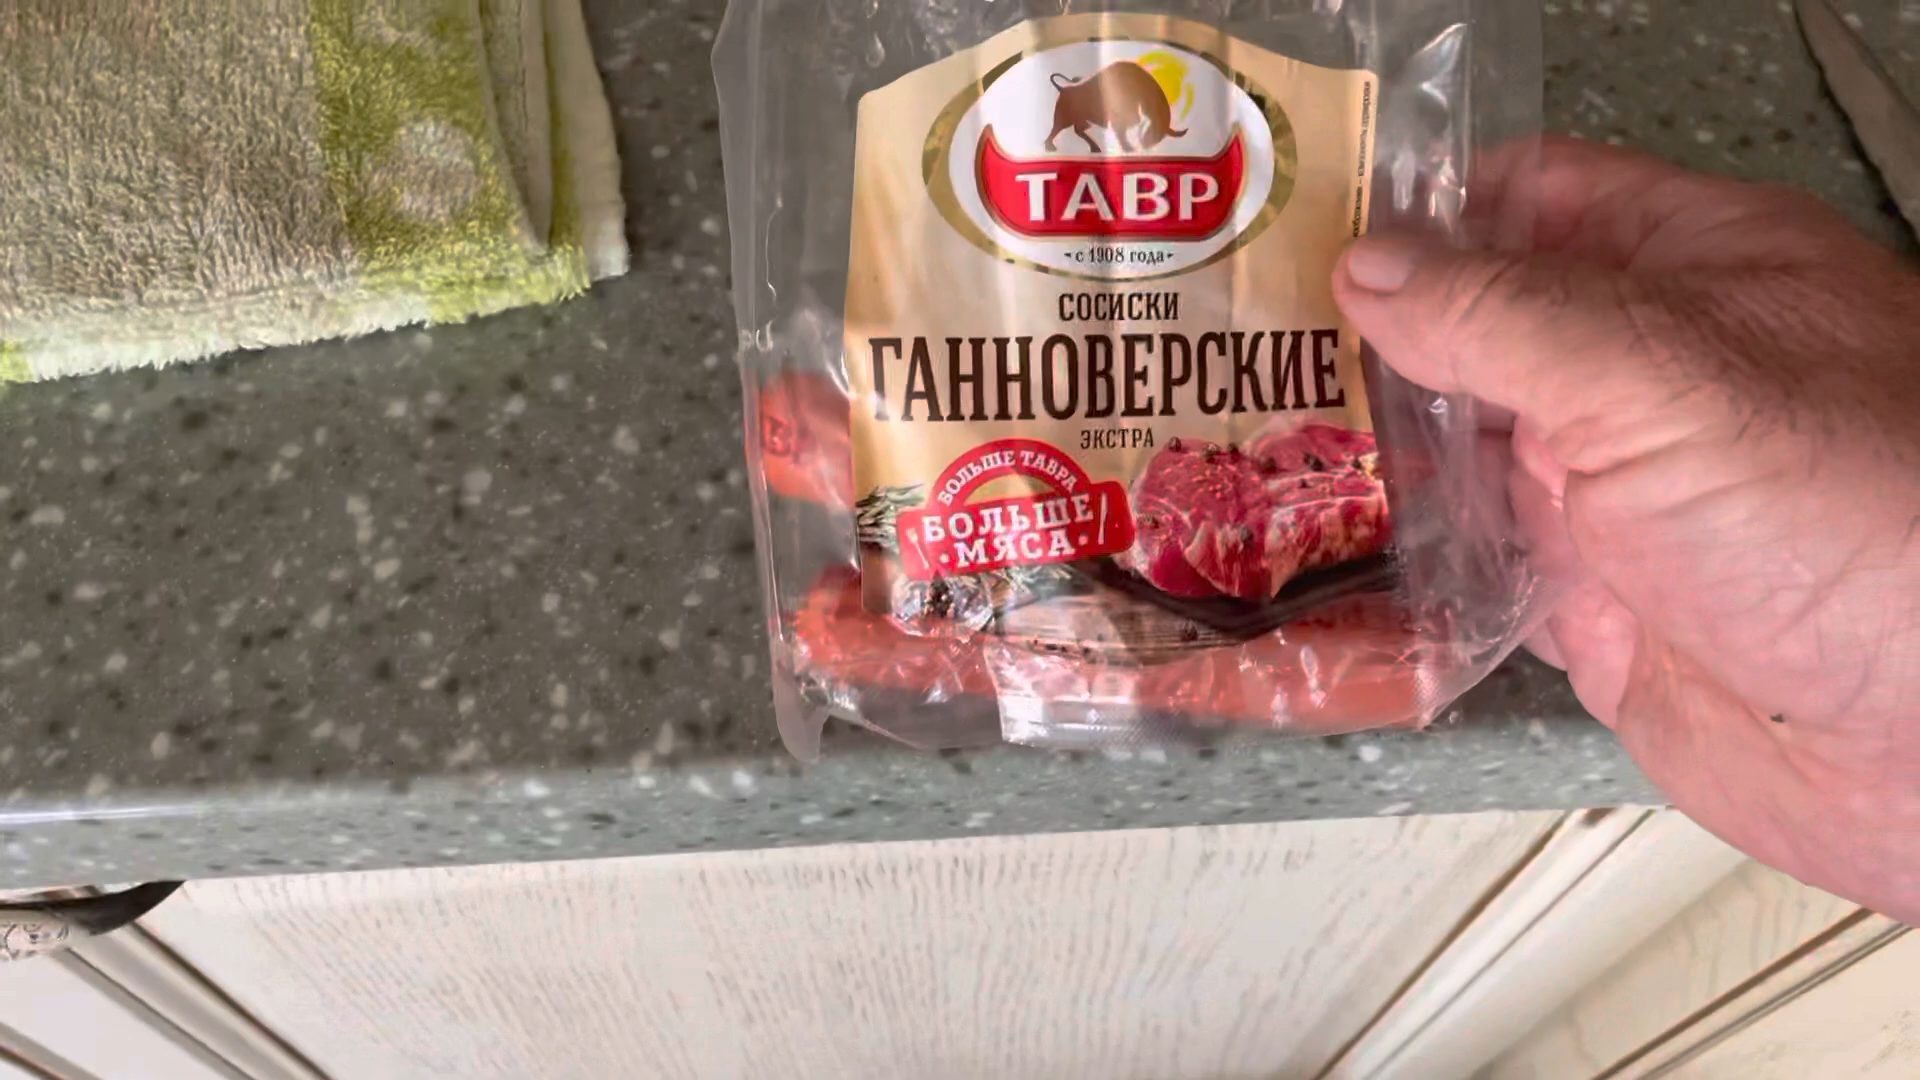 ТАВР
с 1908 года
СОСИСКИ
ГАННОВЕРСКИЕ
ЭКСТРА
БОЛЬШЕ ТАВРА
БОЛЬШЕ
МЯСА